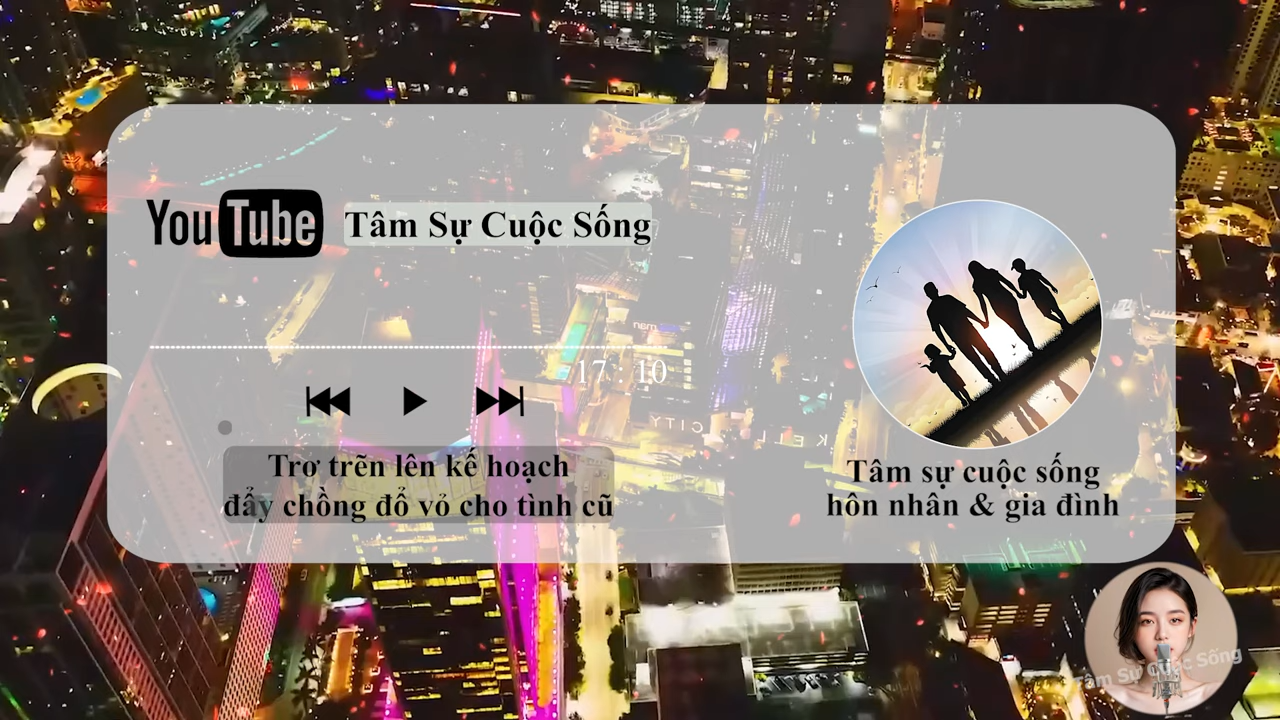 YouTube
Tâm Sự Cuộc Sống
17 : 10
Trơ trẽn lên kế hoạch
đẩy chồng đổ vỏ cho tình cũ
Tâm sự cuộc sống
hôn nhân & gia đình
Tâm Sự Cuộc Sống
CITY